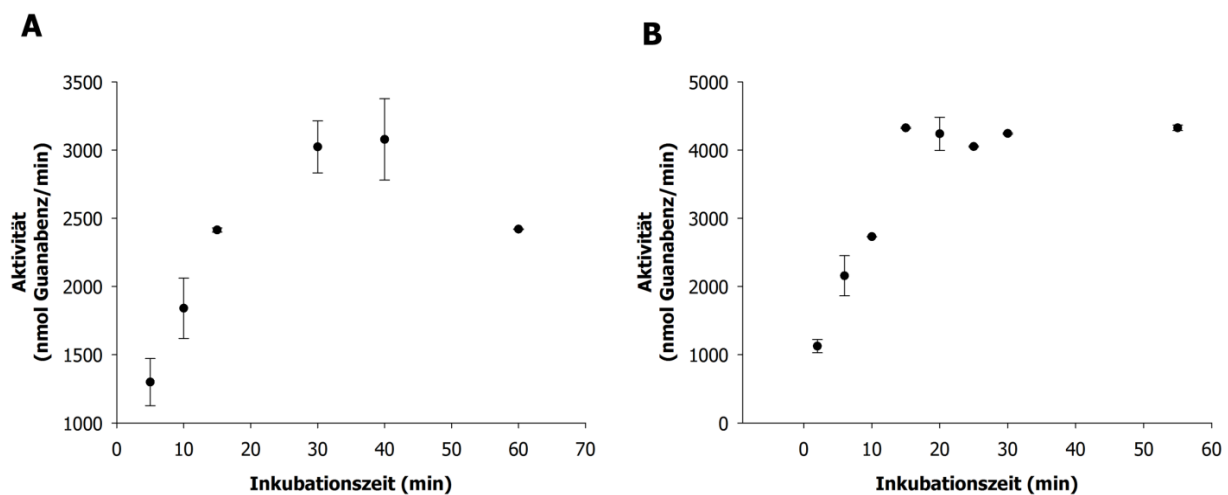 A
3500
3000
2500
2000
1500
1000
Aktivität
(nmol Guanabenz/min)
0 10 20 30 40 50 60 70
Inkubationszeit (min)
B
5000
4000
3000
2000
1000
0
Aktivität
(nmol Guanabenz/min)
0 10 20 30 40 50 60
Inkubationszeit (min)